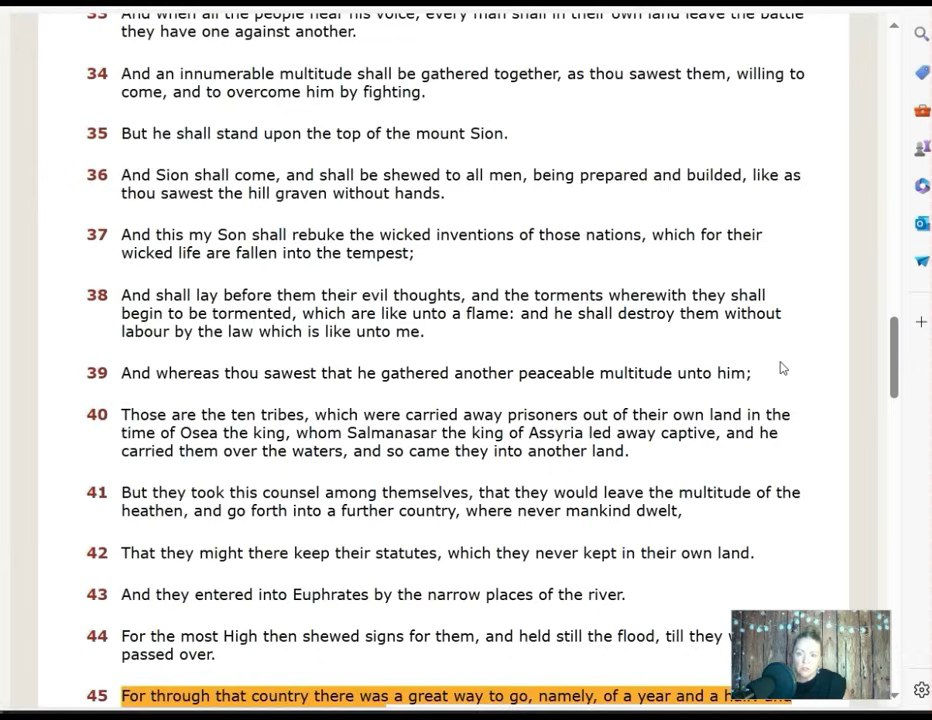 33 And when all the people hear his voice, every man shall in their own land leave the battle
they have one against another.
34 And an innumerable multitude shall be gathered together, as thou sawest them, willing to
come, and to overcome him by fighting.
35 But he shall stand upon the top of the mount Sion.
36 And Sion shall come, and shall be shewed to all men, being prepared and builded, like as
thou sawest the hill graven without hands.
37 And this my Son shall rebuke the wicked inventions of those nations, which for their
wicked life are fallen into the tempest;
38 And shall lay before them their evil thoughts, and the torments wherewith they shall
begin to be tormented, which are like unto a flame: and he shall destroy them without
labour by the law which is like unto me.
39 And whereas thou sawest that he gathered another peaceable multitude unto him;
40 Those are the ten tribes, which were carried away prisoners out of their own land in the
time of Osea the king, whom Salmanasar the king of Assyria led away captive, and he
carried them over the waters, and so came they into another land.
41 But they took this counsel among themselves, that they would leave the multitude of the
heathen, and go forth into a further country, where never mankind dwelt,
42 That they might there keep their statutes, which they never kept in their own land.
43 And they entered into Euphrates by the narrow places of the river.
44 For the most High then shewed signs for them, and held still the flood, till they
passed over.
45 For through that country there was a great way to go, namely, of a year and a